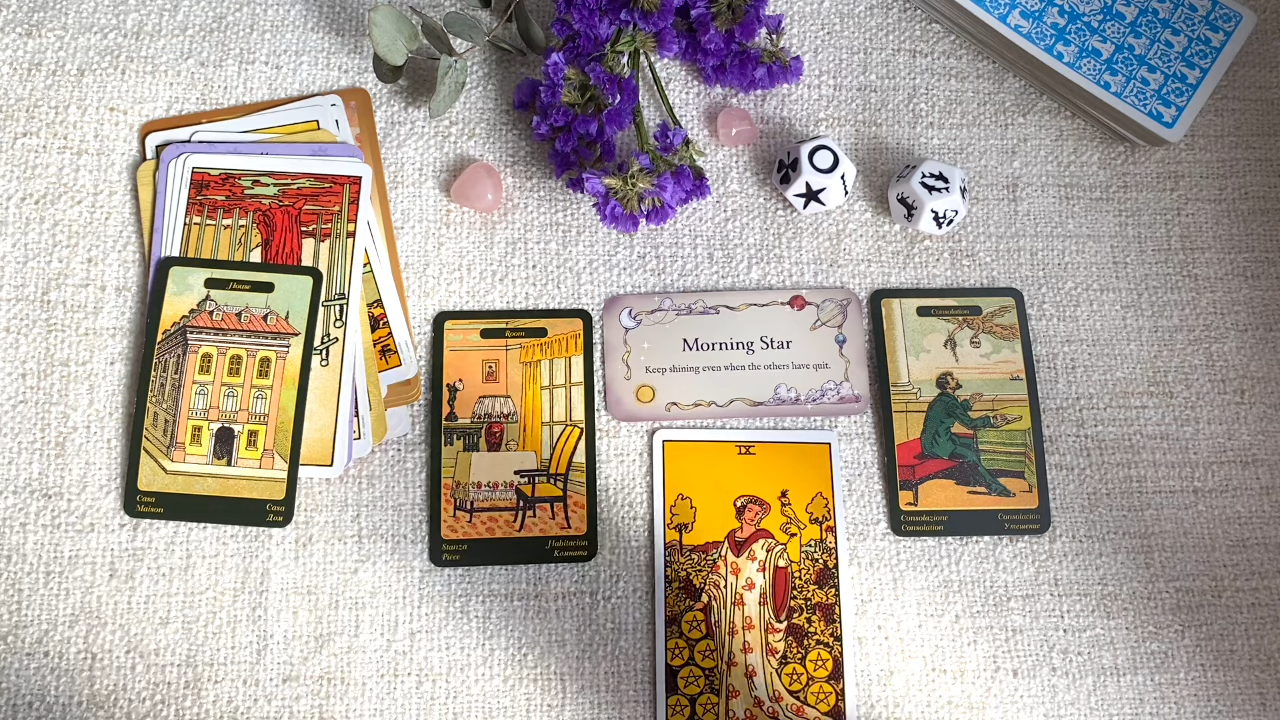 House
Casa
Maison
Casa
Дом
Room
Stanza
Pièce
Habitación
Комната
Morning Star
Keep shining even when the others have quit.
IX
Consolation
Consolazione
Consolation
Consolación
Утешение